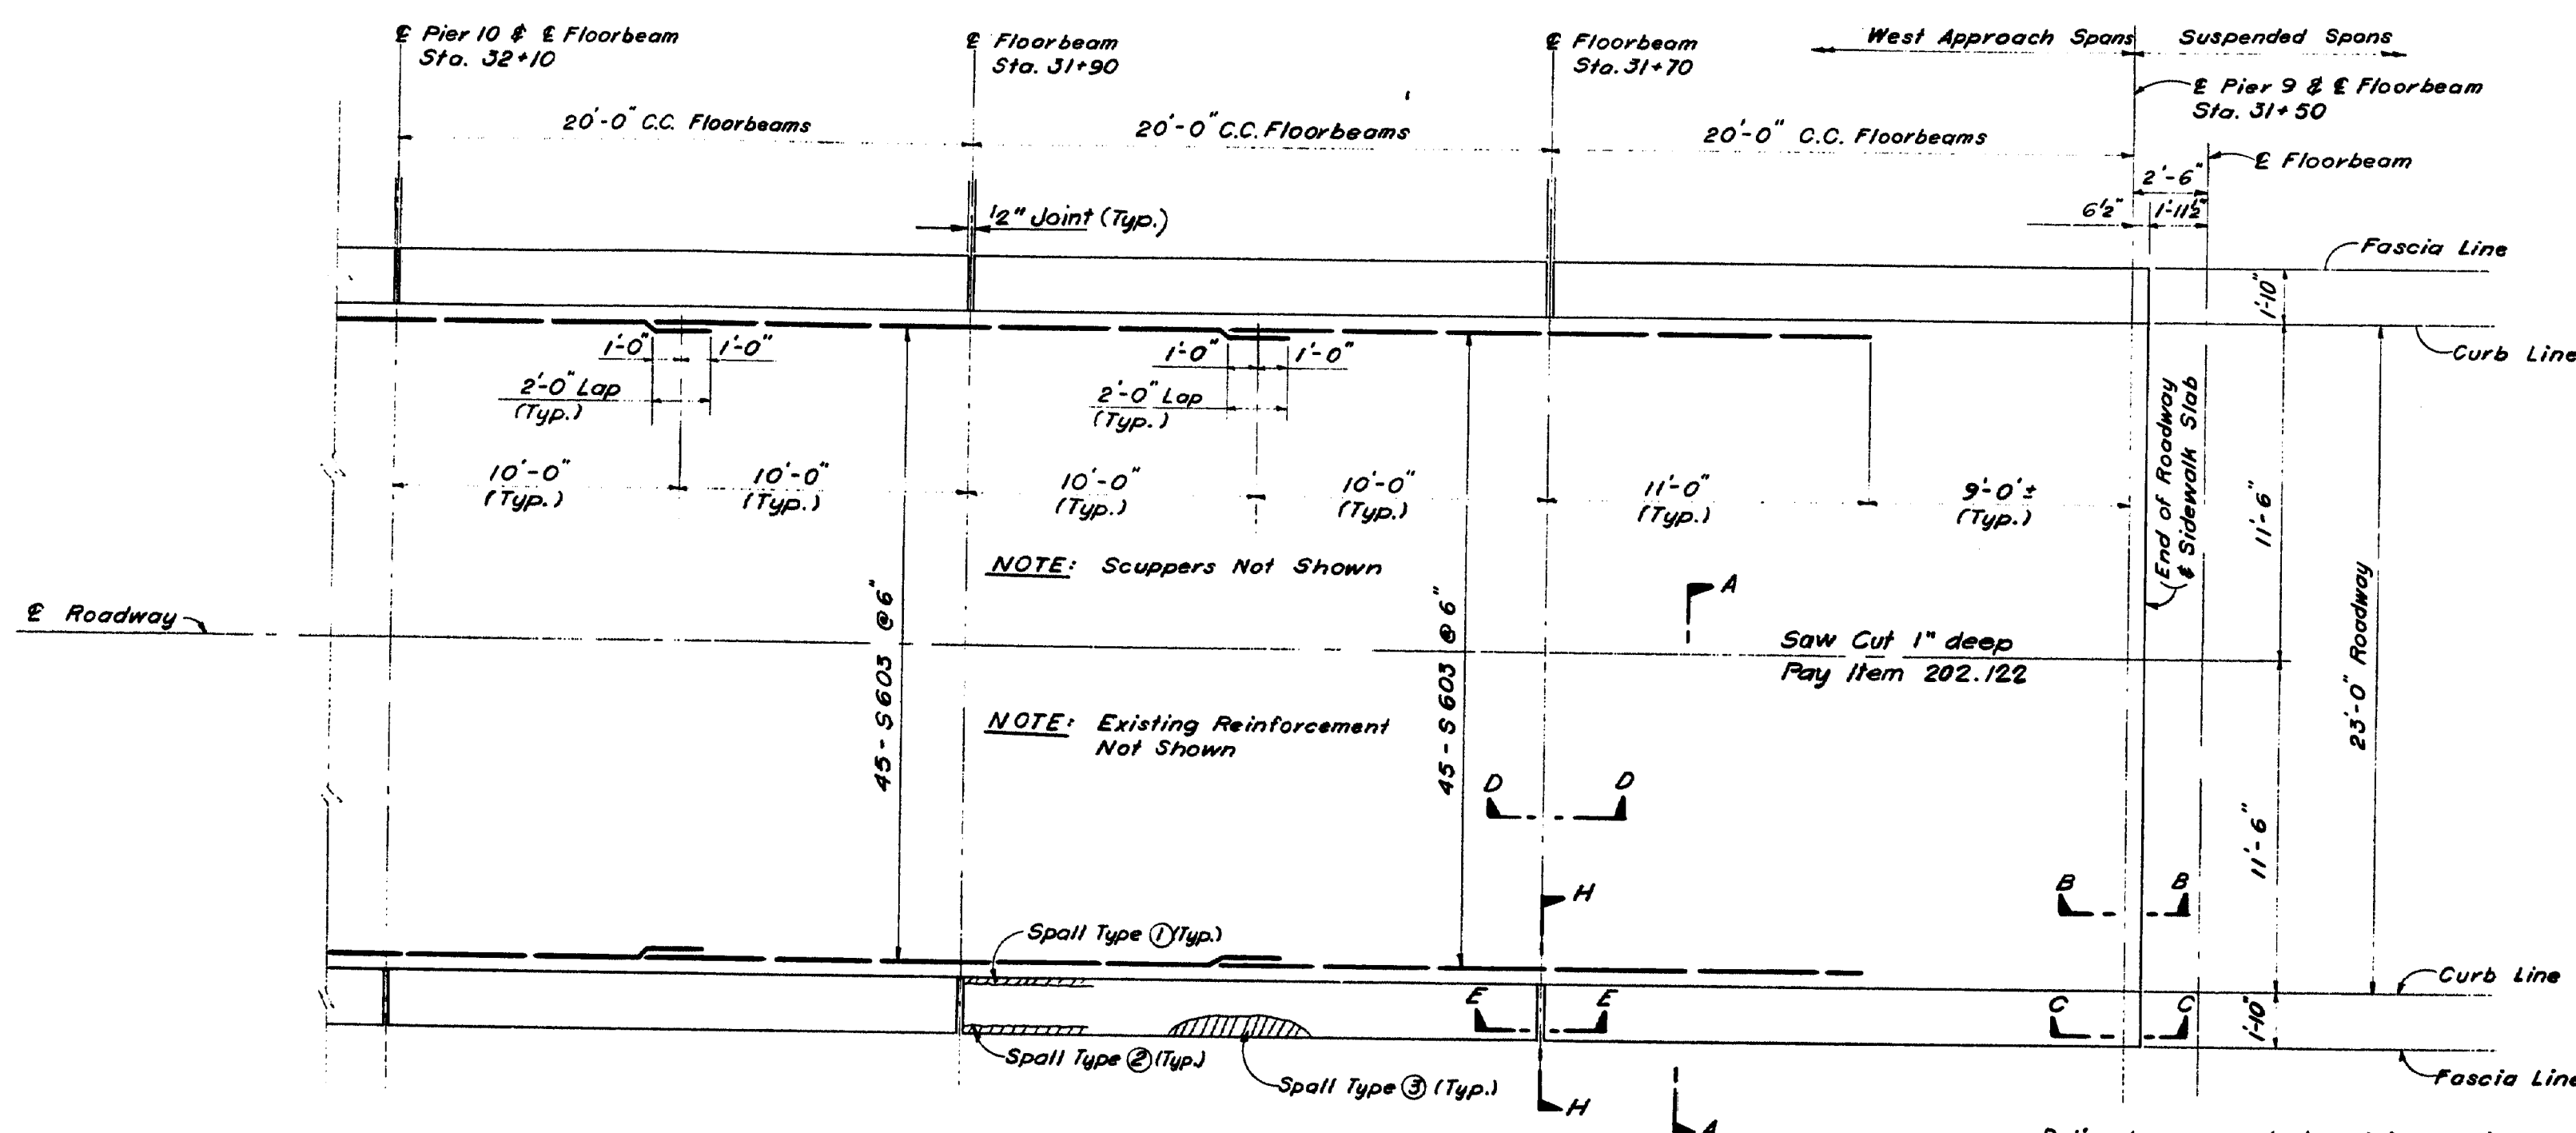 ℄ Pier 10 & ℄ Floorbeam
Sta. 32+10
℄ Floorbeam
Sta. 31+90
℄ Floorbeam
Sta. 31+70
West Approach Spans
Suspended Spans
℄ Pier 9 & ℄ Floorbeam
Sta. 31+50
20'-0" C.C. Floorbeams
20'-0" C.C. Floorbeams
20'-0" C.C. Floorbeams
℄ Floorbeam
2'-6"
6½"
1'-11½"
½" Joint (Typ.)
Fascia Line
1'-10"
Curb Line
1'-0"
1'-0"
2'-0" Lap
(Typ.)
1'-0"
1'-0"
2'-0" Lap
(Typ.)
10'-0"
(Typ.)
10'-0"
(Typ.)
10'-0"
(Typ.)
10'-0"
(Typ.)
11'-0"
(Typ.)
9'-0"±
(Typ.)
End of Roadway
& Sidewalk Slab
11'-6"
23'-0" Roadway
NOTE: Scuppers Not Shown
A
℄ Roadway
45-S603 @ 6"
45-S603 @ 6"
Saw Cut 1" deep
Pay Item 202.122
NOTE: Existing Reinforcement
Not Shown
D
D
11'-6"
H
B
B
Spall Type ① (Typ.)
E
E
C
C
Curb Line
1'-10"
Spall Type ② (Typ.)
Spall Type ③ (Typ.)
H
Fascia Line
A